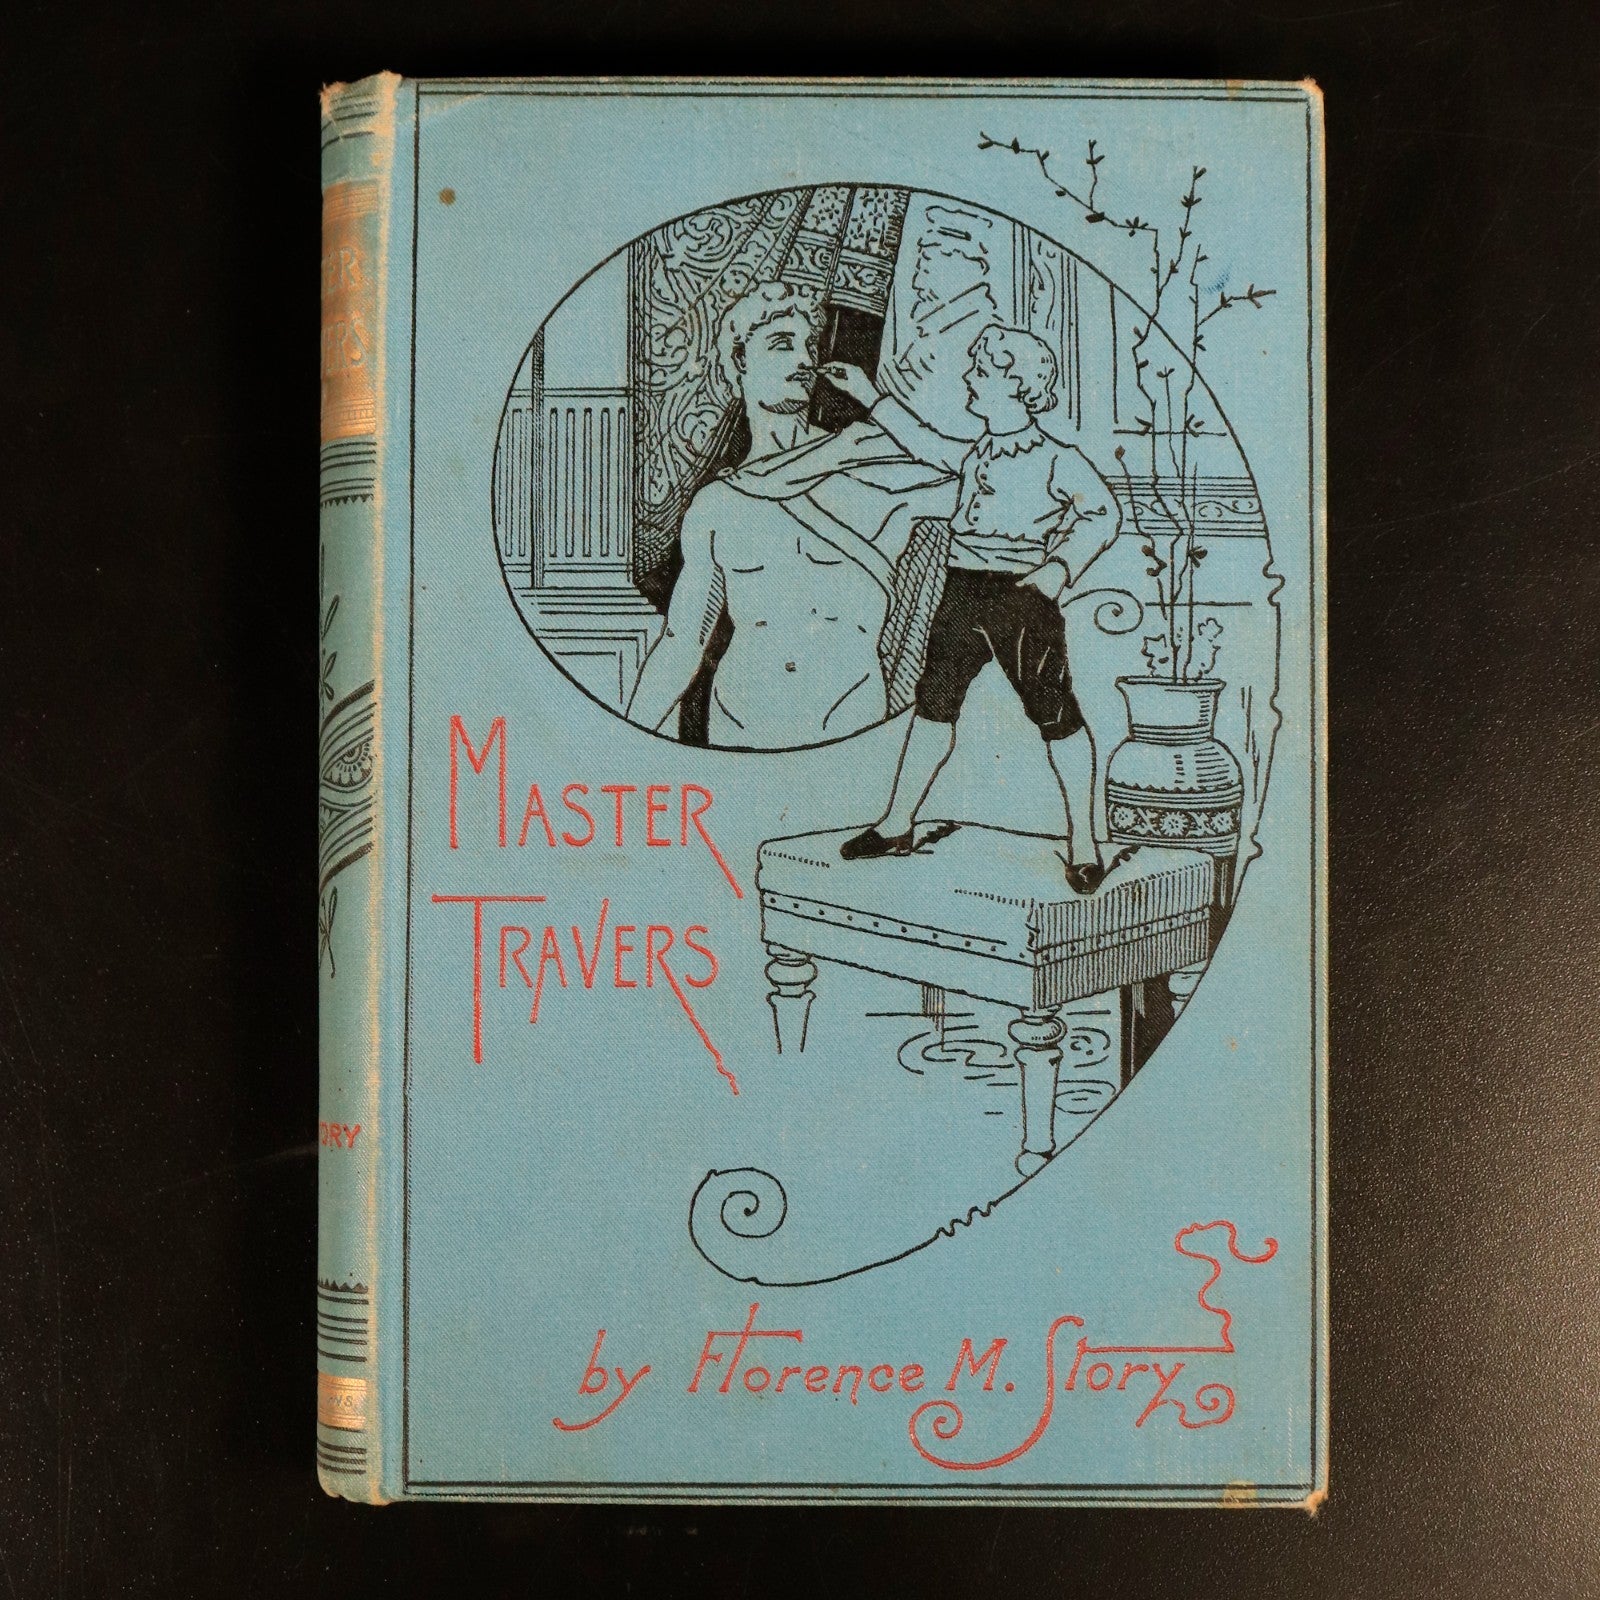 MASTER
TRAVERS
by Florence M. Story